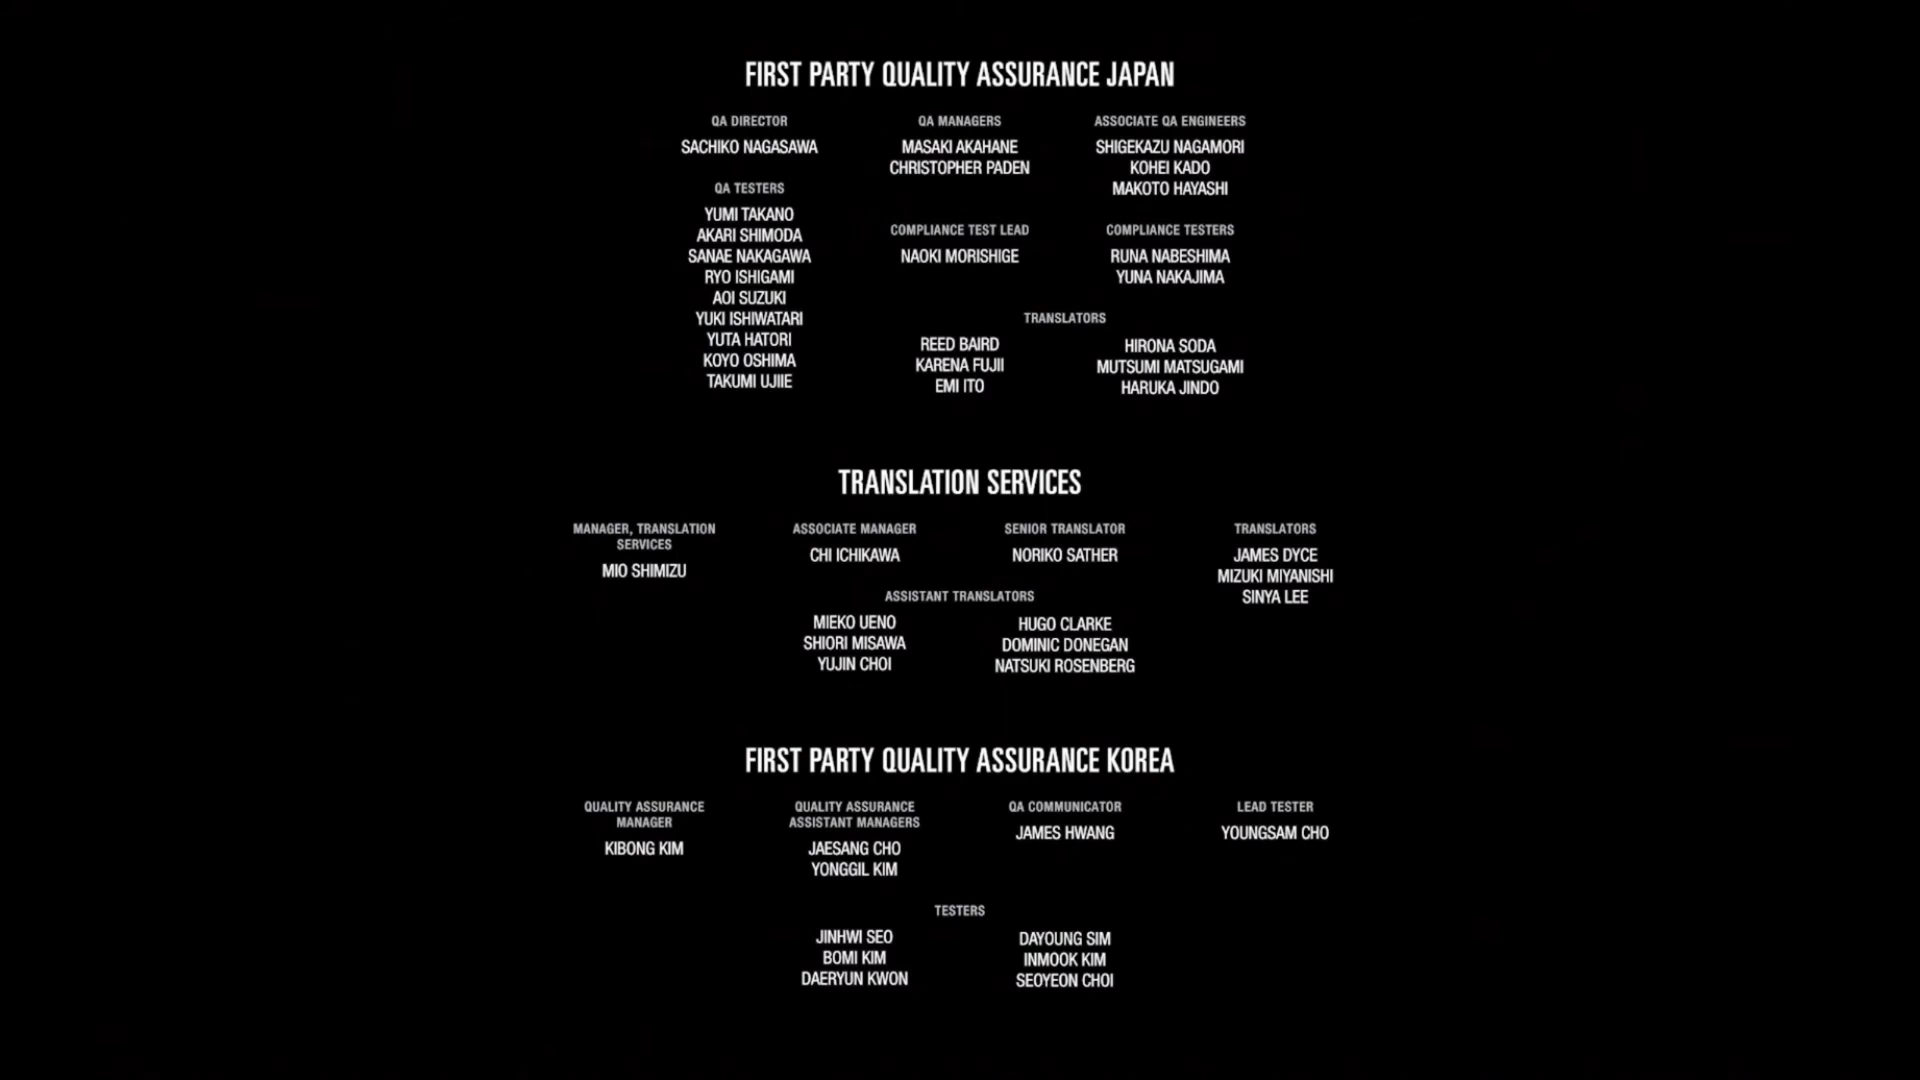 FIRST PARTY QUALITY ASSURANCE JAPAN
QA DIRECTOR
SACHIKO NAGASAWA
QA MANAGERS
MASAKI AKAHANE
CHRISTOPHER PADEN
ASSOCIATE QA ENGINEERS
SHIGEKAZU NAGAMORI
KOHEI KADO
MAKOTO HAYASHI
QA TESTERS
YUMI TAKANO
AKARI SHIMODA
SANAE NAKAGAWA
RYO ISHIGAMI
AOI SUZUKI
YUKI ISHIWATARI
YUTA HATORI
KOYO OSHIMA
TAKUMI UJIIE
COMPLIANCE TEST LEAD
NAOKI MORISHIGE
COMPLIANCE TESTERS
RUNA NABESHIMA
YUNA NAKAJIMA
TRANSLATORS
REED BAIRD
KARENA FUJII
EMI ITO
HIRONA SODA
MUTSUMI MATSUGAMI
HARUKA JINDO
TRANSLATION SERVICES
MANAGER, TRANSLATION
SERVICES
MIO SHIMIZU
ASSOCIATE MANAGER
CHI ICHIKAWA
SENIOR TRANSLATOR
NORIKO SATHER
TRANSLATORS
JAMES DYCE
MIZUKI MIYANISHI
SINYA LEE
ASSISTANT TRANSLATORS
MIEKO UENO
SHIORI MISAWA
YUJIN CHOI
HUGO CLARKE
DOMINIC DONEGAN
NATSUKI ROSENBERG
FIRST PARTY QUALITY ASSURANCE KOREA
QUALITY ASSURANCE
MANAGER
KIBONG KIM
QUALITY ASSURANCE
ASSISTANT MANAGERS
JAESANG CHO
YONGGIL KIM
QA COMMUNICATOR
JAMES HWANG
LEAD TESTER
YOUNGSAM CHO
TESTERS
JINHWI SEO
BOMI KIM
DAERYUN KWON
DAYOUNG SIM
INMOOK KIM
SEOYEON CHOI